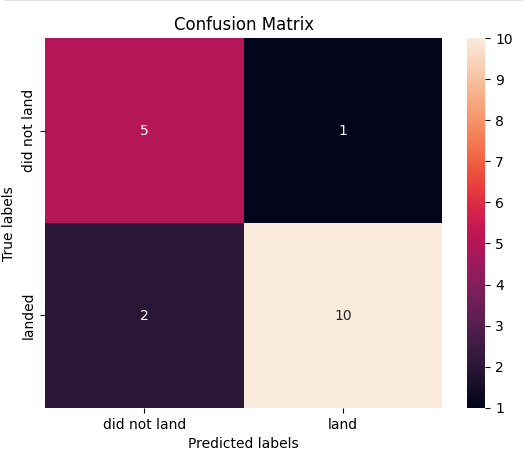 Confusion Matrix
True labels
did not land
landed
5
1
2
10
did not land
land
Predicted labels
10
9
8
7
6
5
4
3
2
1